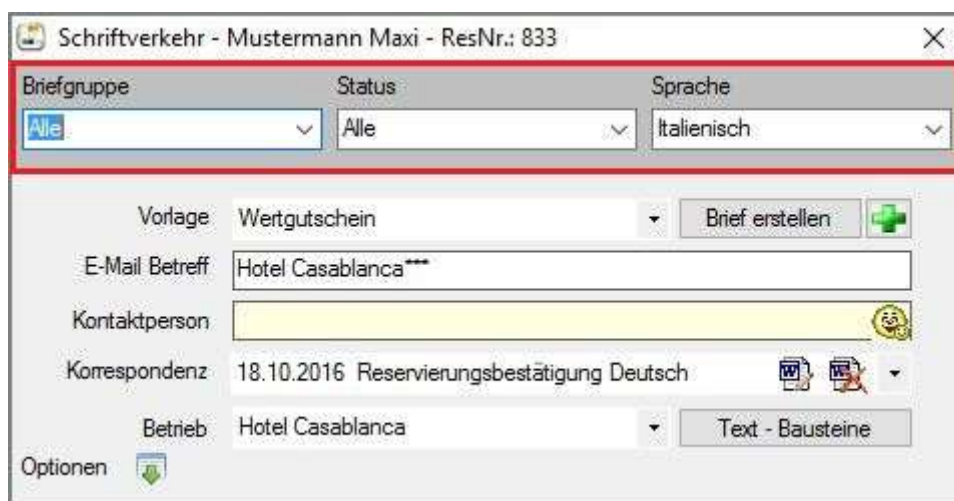 Schriftverkehr - Mustermann Maxi - ResNr.: 833
Briefgruppe Status Sprache
Alle Alle Italienisch
Vorlage Wertgutschein Brief erstellen
E-Mail Betreff Hotel Casablanca***
Kontaktperson
Korrespondenz 18.10.2016 Reservierungsbestätigung Deutsch
Betrieb Hotel Casablanca Text - Bausteine
Optionen